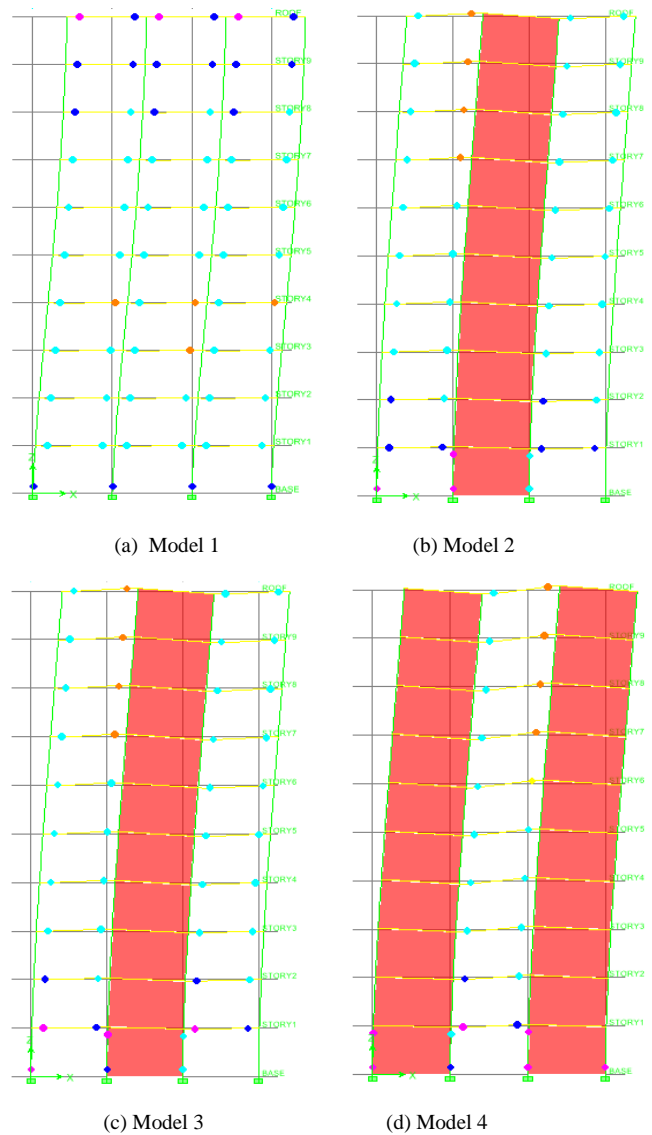 ROOF
STORY9
STORY8
STORY7
STORY6
STORY5
STORY4
STORY3
STORY2
STORY1
Z
X
BASE
(a) Model 1
ROOF
STORY9
STORY8
STORY7
STORY6
STORY5
STORY4
STORY3
STORY2
STORY1
Z
X
BASE
(b) Model 2
ROOF
STORY9
STORY8
STORY7
STORY6
STORY5
STORY4
STORY3
STORY2
STORY1
Z
X
BASE
(c) Model 3
ROOF
STORY9
STORY8
STORY7
STORY6
STORY5
STORY4
STORY3
STORY2
STORY1
Z
X
BASE
(d) Model 4